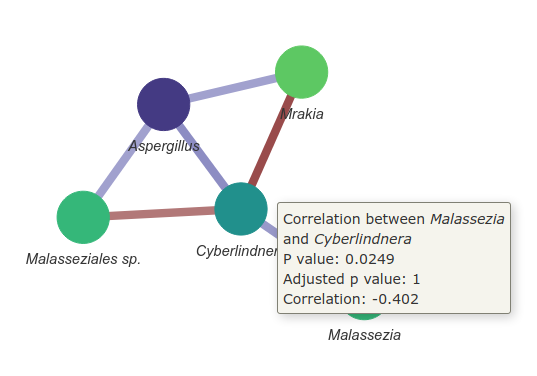 Mrakia
Aspergillus
Malasseziales sp.
Cyberlindner
Correlation between Malassezia
and Cyberlindnera
P value: 0.0249
Adjusted p value: 1
Correlation: -0.402
Malassezia